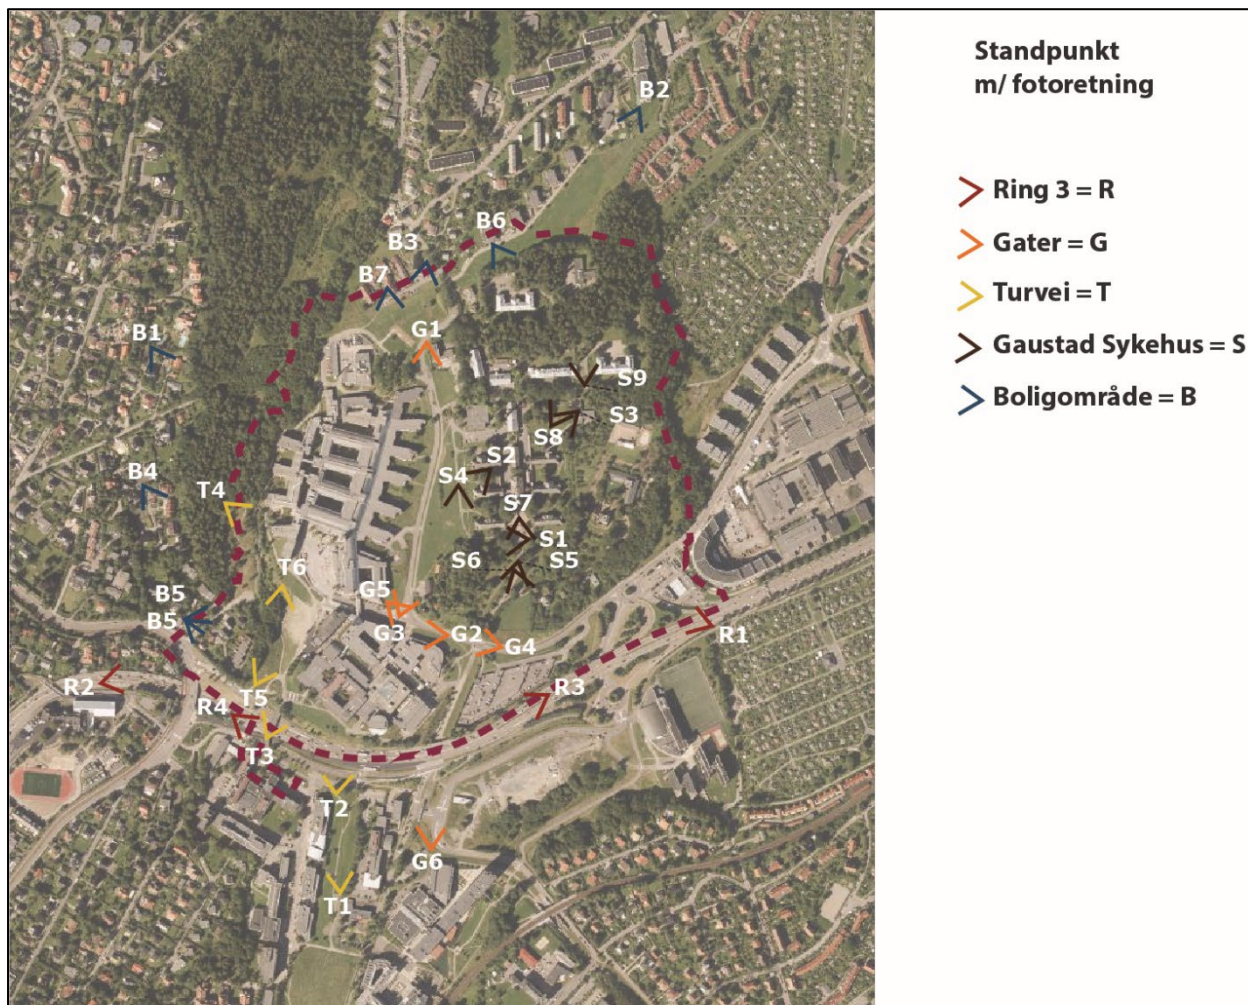 Standpunkt
m/ fotoretning
Ring 3 = R
Gater = G
Turvei = T
Gaustad Sykehus = S
Boligområde = B
B2
B6
B3
B7
G1
B1
S9
S3
S8
S2
S4
B4
T4
S7
S1
S6
S5
T6
G5
B5
B5
G3
G2
G4
R1
R2
T5
R3
R4
T3
T2
G6
T1